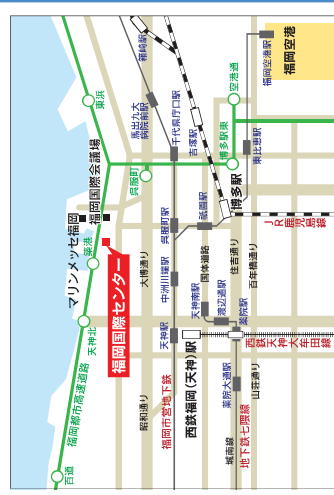 福岡空港
福岡空港駅
箱崎駅
馬出九大
病院前駅
千代県庁口駅
吉塚駅
空港通
東比恵駅
博多駅東
博多駅
東浜
呉服町
福岡国際会議場
マリンメッセ福岡
築港
福岡国際センター
呉服町駅
祇園駅
JR鹿児島線
大博通り
国体道路
住吉通り
百年橋通り
中洲川端駅
天神南駅
渡辺通駅
薬院駅
天神北
天神駅
西鉄福岡(天神)駅
西鉄天神大牟田線
福岡都市高速道路
昭和通り
福岡市営地下鉄
薬院大通駅
城南線
地下鉄七隈線
山荘通り
百道